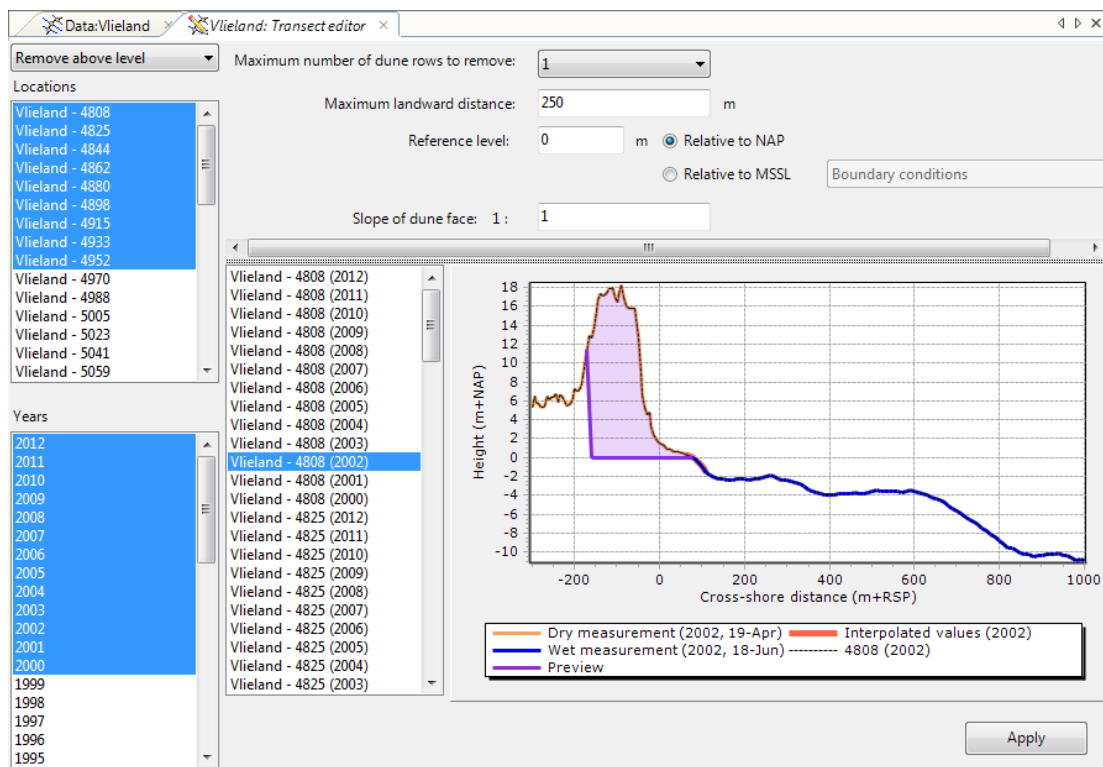 Data:Vlieland
Vlieland: Transect editor
Remove above level
Locations
Vlieland - 4808
Vlieland - 4825
Vlieland - 4844
Vlieland - 4862
Vlieland - 4880
Vlieland - 4898
Vlieland - 4915
Vlieland - 4933
Vlieland - 4952
Vlieland - 4970
Vlieland - 4988
Vlieland - 5005
Vlieland - 5023
Vlieland - 5041
Vlieland - 5059
Years
2012
2011
2010
2009
2008
2007
2006
2005
2004
2003
2002
2001
2000
1999
1998
1997
1996
1995
Maximum number of dune rows to remove: 1
Maximum landward distance: 250 m
Reference level: 0 m Relative to NAP
Relative to MSSL Boundary conditions
Slope of dune face: 1 : 1
Vlieland - 4808 (2012)
Vlieland - 4808 (2011)
Vlieland - 4808 (2010)
Vlieland - 4808 (2009)
Vlieland - 4808 (2008)
Vlieland - 4808 (2007)
Vlieland - 4808 (2006)
Vlieland - 4808 (2005)
Vlieland - 4808 (2004)
Vlieland - 4808 (2003)
Vlieland - 4808 (2002)
Vlieland - 4808 (2001)
Vlieland - 4808 (2000)
Vlieland - 4825 (2012)
Vlieland - 4825 (2011)
Vlieland - 4825 (2010)
Vlieland - 4825 (2009)
Vlieland - 4825 (2008)
Vlieland - 4825 (2007)
Vlieland - 4825 (2006)
Vlieland - 4825 (2005)
Vlieland - 4825 (2004)
Vlieland - 4825 (2003)
Height (m+NAP)
18
16
14
12
10
8
6
4
2
0
-2
-4
-6
-8
-10
-200 0 200 400 600 800 1000
Cross-shore distance (m+RSP)
Dry measurement (2002, 19-Apr) Interpolated values (2002)
Wet measurement (2002, 18-Jun) 4808 (2002)
Preview
Apply